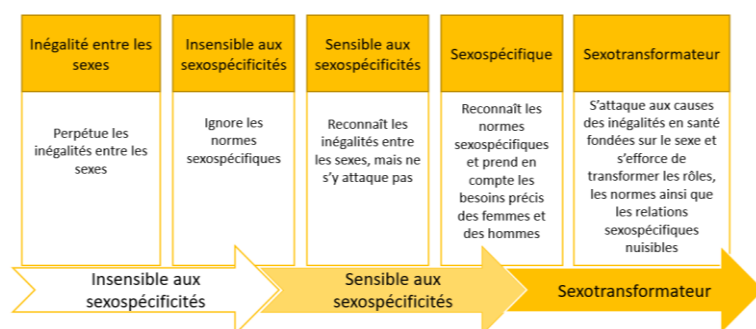 Inégalité entre les
sexes
Perpétue les
inégalités entre les
sexes
Insensible aux
sexospécificités
Ignore les
normes
sexospécifiques
Sensible aux
sexospécificités
Reconnaît les
inégalités entre
les sexes, mais ne
s'y attaque pas
Sexospécifique
Reconnaît les
normes
sexospécifiques
et prend en
compte les
besoins précis
des femmes et
des hommes
Sexotransformateur
S'attaque aux causes
des inégalités en santé
fondées sur le sexe et
s'efforce de
transformer les rôles,
les normes ainsi que
les relations
sexospécifiques
nuisibles
Insensible aux
sexospécificités
Sensible aux
sexospécificités
Sexotransformateur